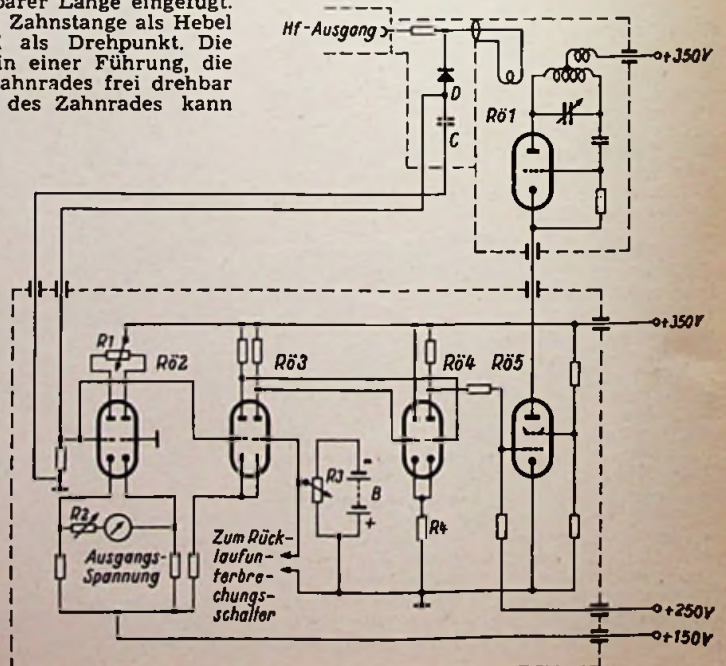 barer Länge eingefügt.
Zahnstange als Hebel
als Drehpunkt. Die
in einer Führung, die
ahnrades frei drehbar
des Zahnrades kann
Hf-Ausgang
D
C
Rö1
+350V
+350V
R1
Rö2
Rö3
Rö4
Rö5
R2
R3
-
B
+
R4
Ausgangs-
Spannung
Zum Rück-
laufun-
terbre-
chungs-
schalter
+250V
+150V